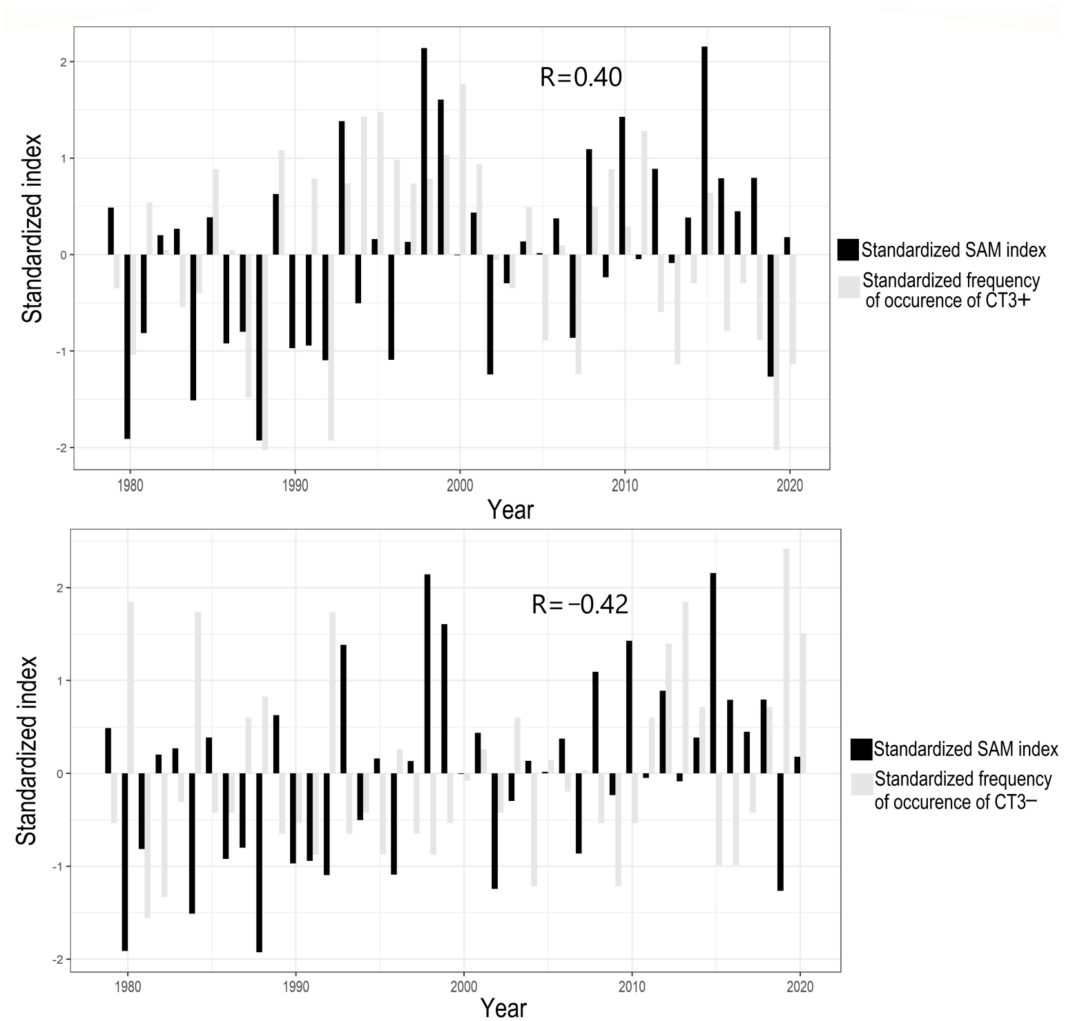 2
1
0
-1
-2
Standardized index
R=0.40
1980
1990
2000
2010
2020
Year
Standardized SAM index
Standardized frequency
of occurence of CT3+
2
1
0
-1
-2
Standardized index
R=−0.42
1980
1990
2000
2010
2020
Year
Standardized SAM index
Standardized frequency
of occurence of CT3−